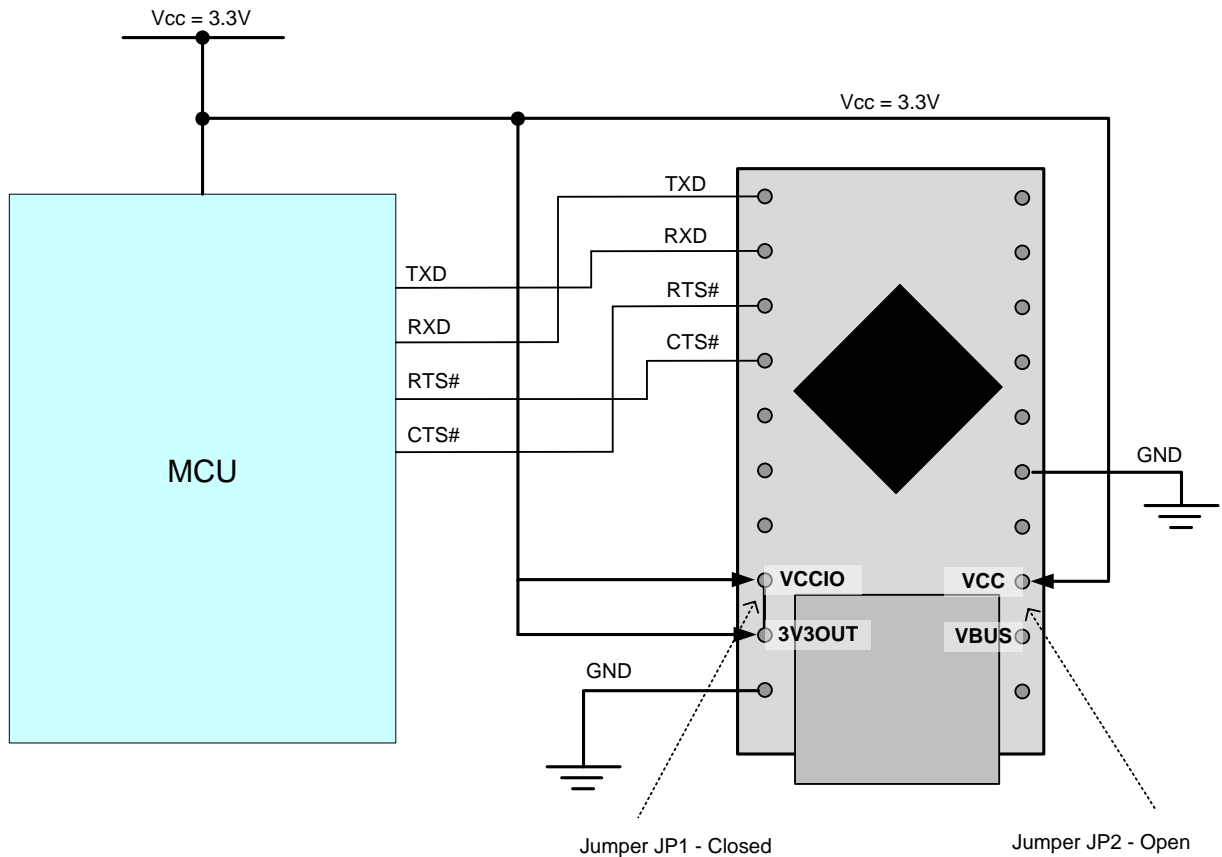 Vcc = 3.3V
Vcc = 3.3V
TXD
RXD
TXD
RTS#
RXD
CTS#
RTS#
CTS#
MCU
GND
VCCIO
VCC
3V3OUT
VBUS
GND
Jumper JP1 - Closed
Jumper JP2 - Open